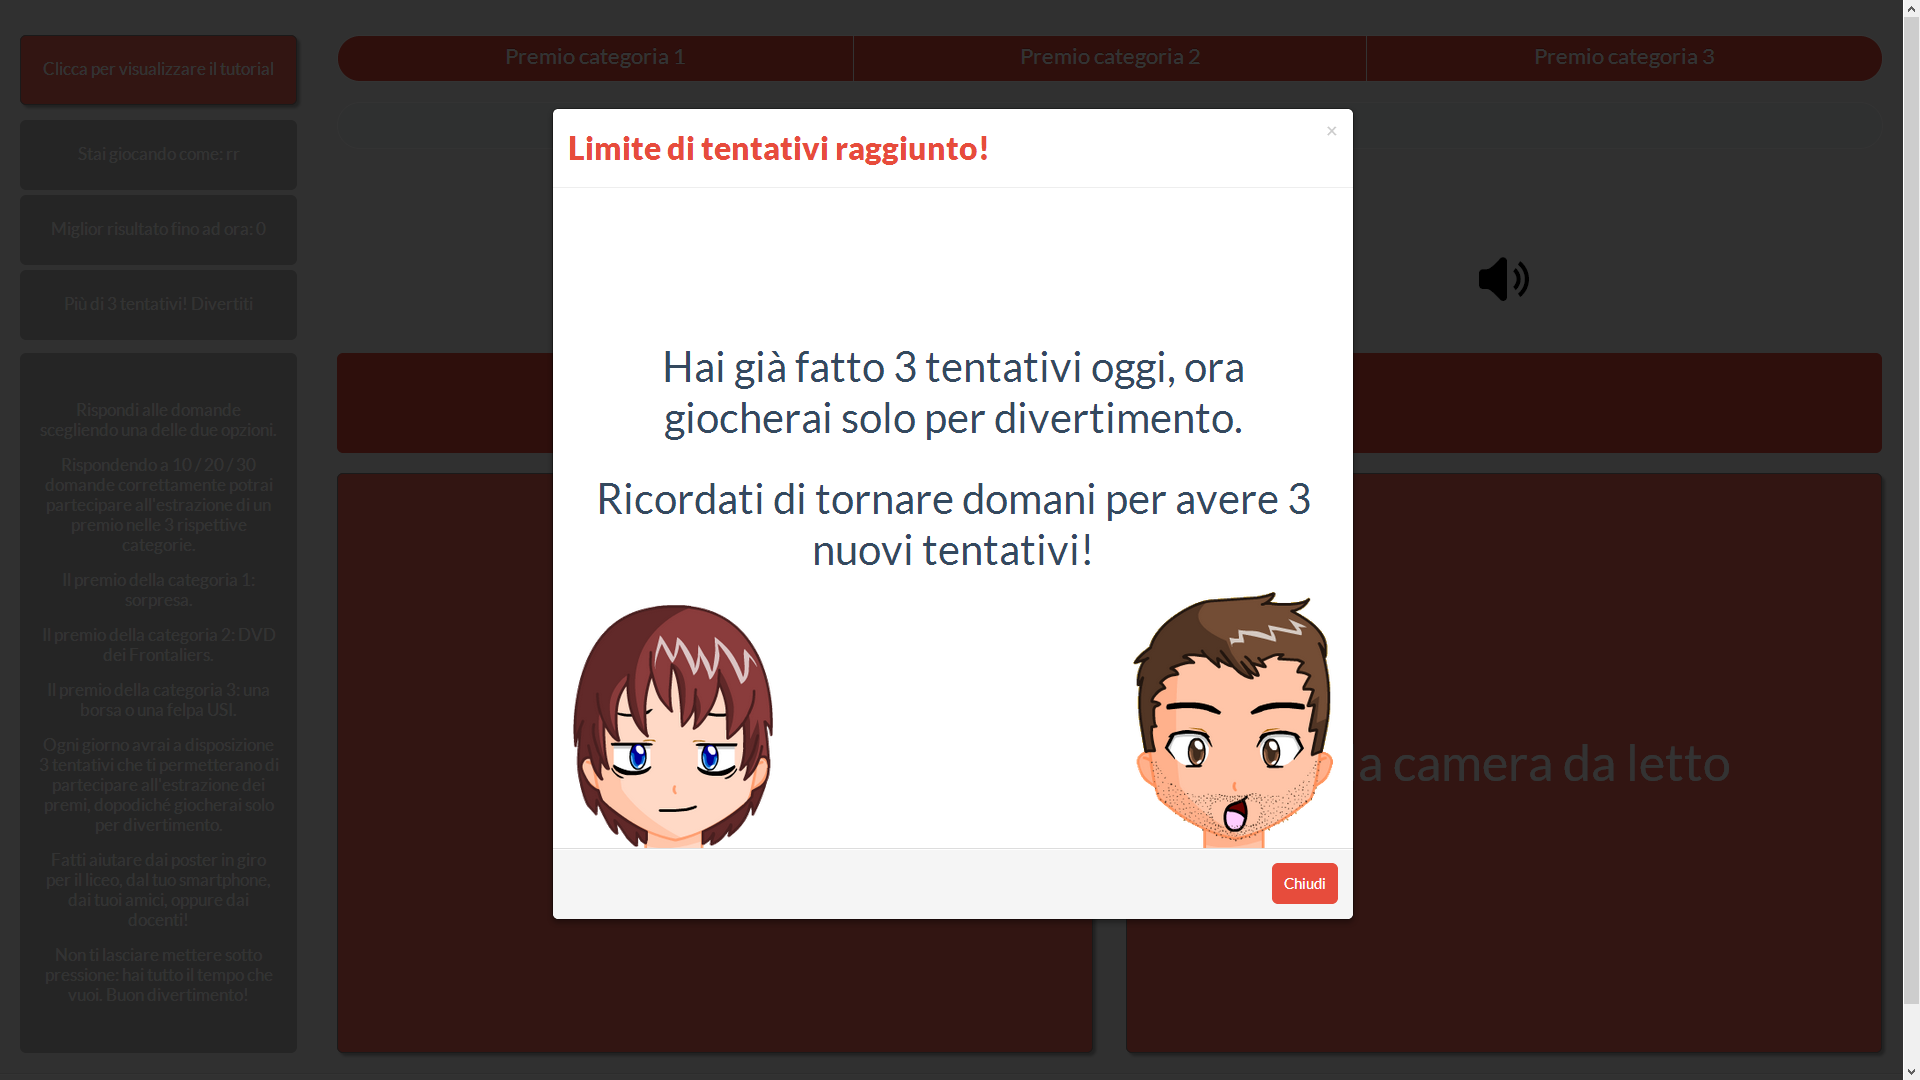 Clicca per visualizzare il tutorial
Premio categoria 1
Premio categoria 2
Premio categoria 3
Stai giocando come: rr
Miglior risultato fino ad ora: 0
Più di 3 tentativi! Divertiti
Rispondi alle domande
scegliendo una delle due opzioni.
Rispondendo a 10 / 20 / 30
domande correttamente potrai
partecipare all'estrazione di un
premio nelle 3 rispettive
categorie.
Il premio della categoria 1:
sorpresa.
Il premio della categoria 2: DVD
dei Frontaliers.
Il premio della categoria 3: una
borsa o una felpa USI.
Ogni giorno avrai a disposizione
3 tentativi che ti permetterano di
partecipare all'estrazione dei
premi, dopodiché giocherai solo
per divertimento.
Fatti aiutare dai poster in giro
per il liceo, dal tuo smartphone,
dai tuoi amici, oppure dai
docenti!
Non ti lasciare mettere sotto
pressione: hai tutto il tempo che
vuoi. Buon divertimento!
Limite di tentativi raggiunto!
×
Hai già fatto 3 tentativi oggi, ora
giocherai solo per divertimento.
Ricordati di tornare domani per avere 3
nuovi tentativi!
a camera da letto
Chiudi